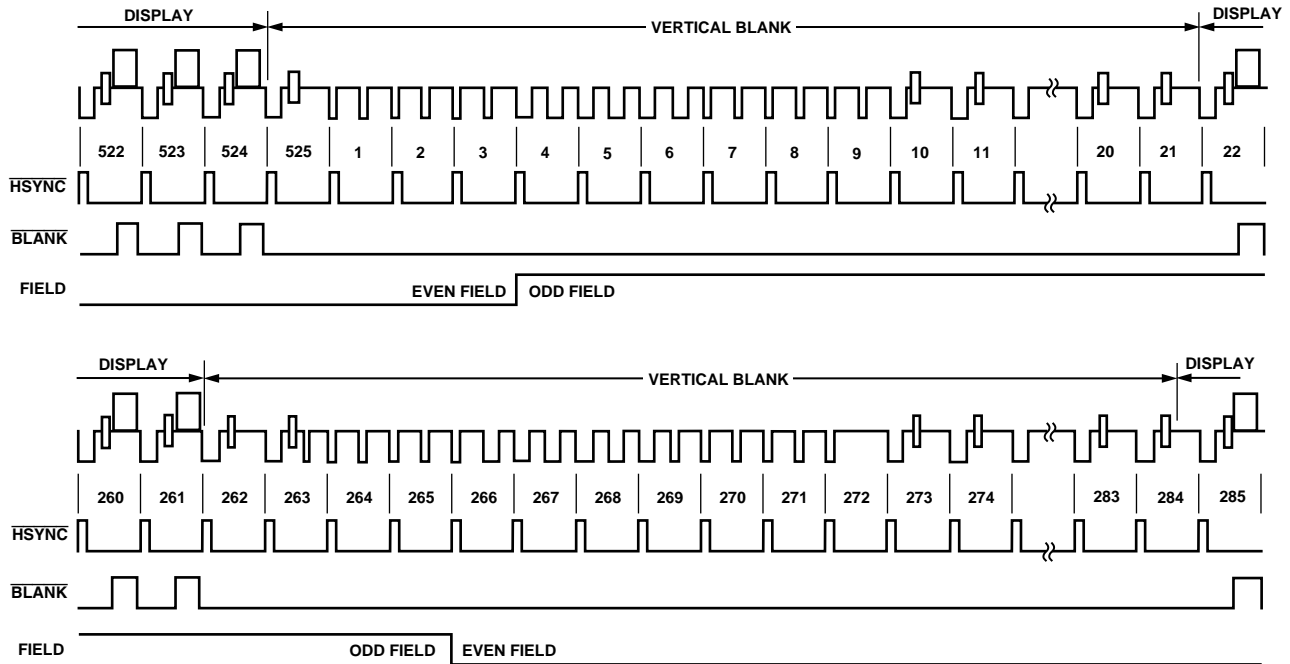 DISPLAY VERTICAL BLANK DISPLAY
522 523 524 525 1 2 3 4 5 6 7 8 9 10 11 20 21 22
HSYNC
BLANK
FIELD EVEN FIELD ODD FIELD
DISPLAY VERTICAL BLANK DISPLAY
260 261 262 263 264 265 266 267 268 269 270 271 272 273 274 283 284 285
HSYNC
BLANK
FIELD ODD FIELD EVEN FIELD